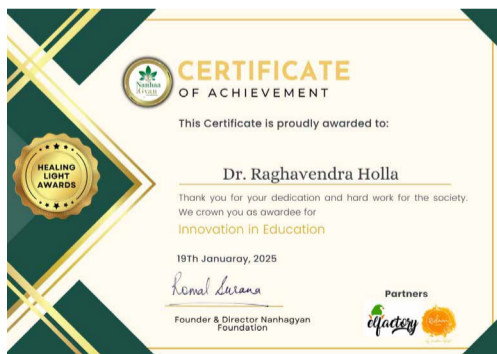 Nanhaa
Gyan
CERTIFICATE
OF ACHIEVEMENT
This Certificate is proudly awarded to:
HEALING
LIGHT
AWARDS
Dr. Raghavendra Holla
Thank you for your dedication and hard work for the society.
We crown you as awardee for
Innovation in Education
19Th Januaray, 2025
Komal Surana
Founder & Director Nanhagyan
Foundation
Partners
elfactory